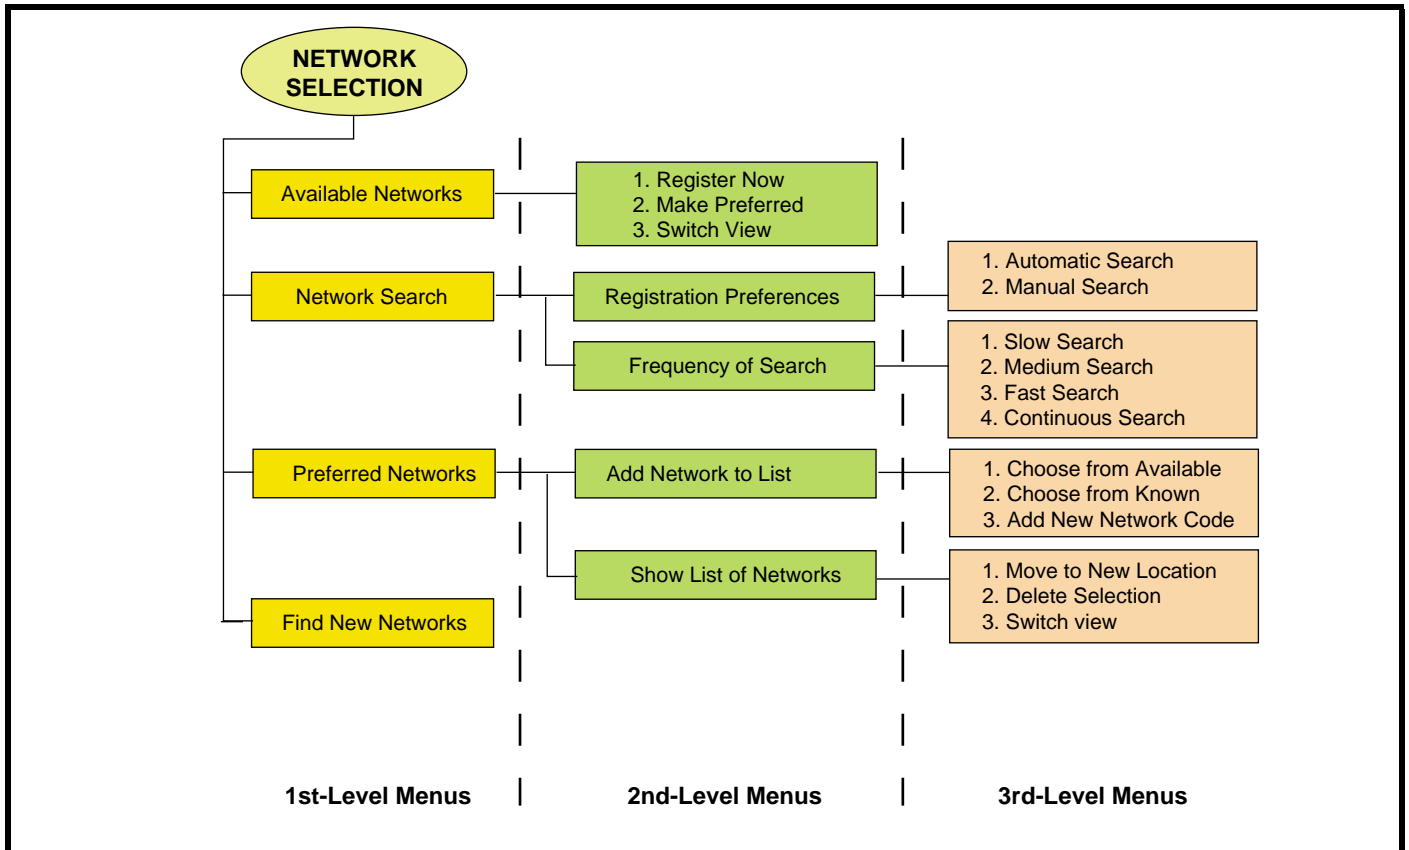 NETWORK
SELECTION
Available Networks
1. Register Now
2. Make Preferred
3. Switch View
Network Search
Registration Preferences
1. Automatic Search
2. Manual Search
Frequency of Search
1. Slow Search
2. Medium Search
3. Fast Search
4. Continuous Search
Preferred Networks
Add Network to List
1. Choose from Available
2. Choose from Known
3. Add New Network Code
Show List of Networks
1. Move to New Location
2. Delete Selection
3. Switch view
Find New Networks
1st-Level Menus
2nd-Level Menus
3rd-Level Menus